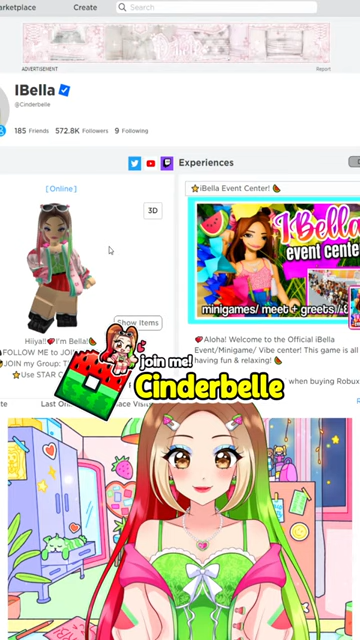 arketplace
Create
Search
ADVERTISEMENT
Report
IBella
@Cinderbelle
185 Friends
572.8K Followers
9 Following
Experiences
[ Online ]
⭐iBella Event Center! 🍉
3D
IBella
event center
minigames/ meet + greets /&
Show Items
Hiiya!!💖I'm Bella!🍉
FOLLOW ME to JOIN
JOIN my Group: T
⭐Use STAR C
💖Aloha! Welcome to the Official iBella
Event/Minigame/ Vibe center! This game is all
having fun & relaxing! 🍉
when buying Robux
join me!
Cinderbelle
Last On
lace Visit